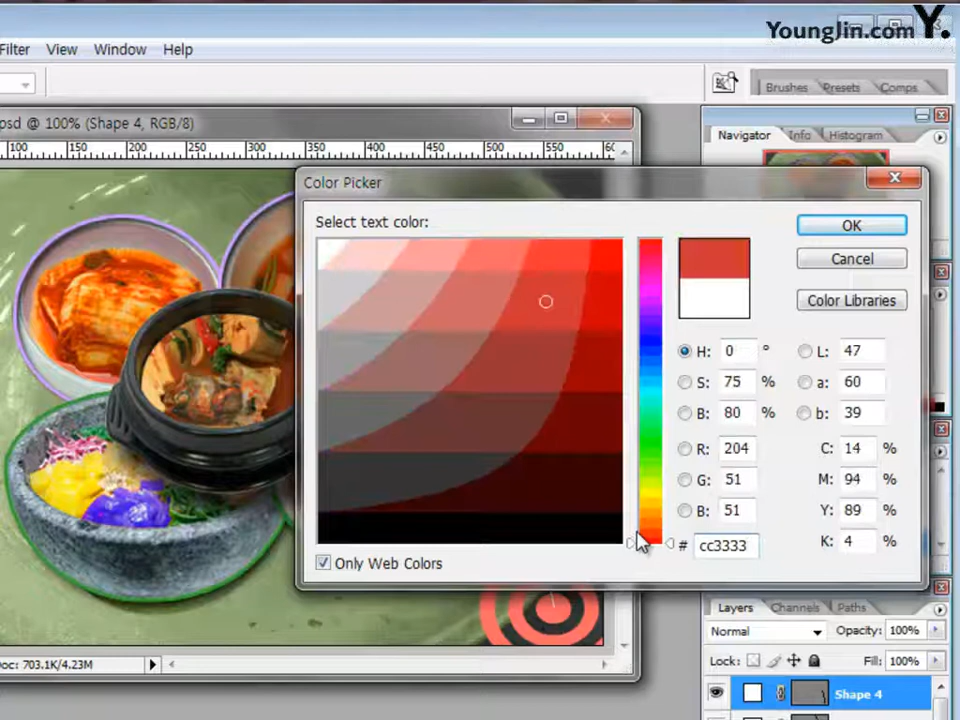 YoungJin.com Y.
Filter View Window Help
Brushes Presets Comps
psd @ 100% (Shape 4, RGB/8)
100 150 200 250 300 350 400 450 500 550
Navigator Info Histogram
Color Picker
Select text color:
OK
Cancel
Color Libraries
H: 0 ° L: 47
S: 75 % a: 60
B: 80 % b: 39
R: 204 C: 14 %
G: 51 M: 94 %
B: 51 Y: 89 %
# cc3333 K: 4 %
Only Web Colors
Layers Channels Paths
Normal Opacity: 100%
Lock: Fill: 100%
Doc: 703.1K/4.23M
Shape 4